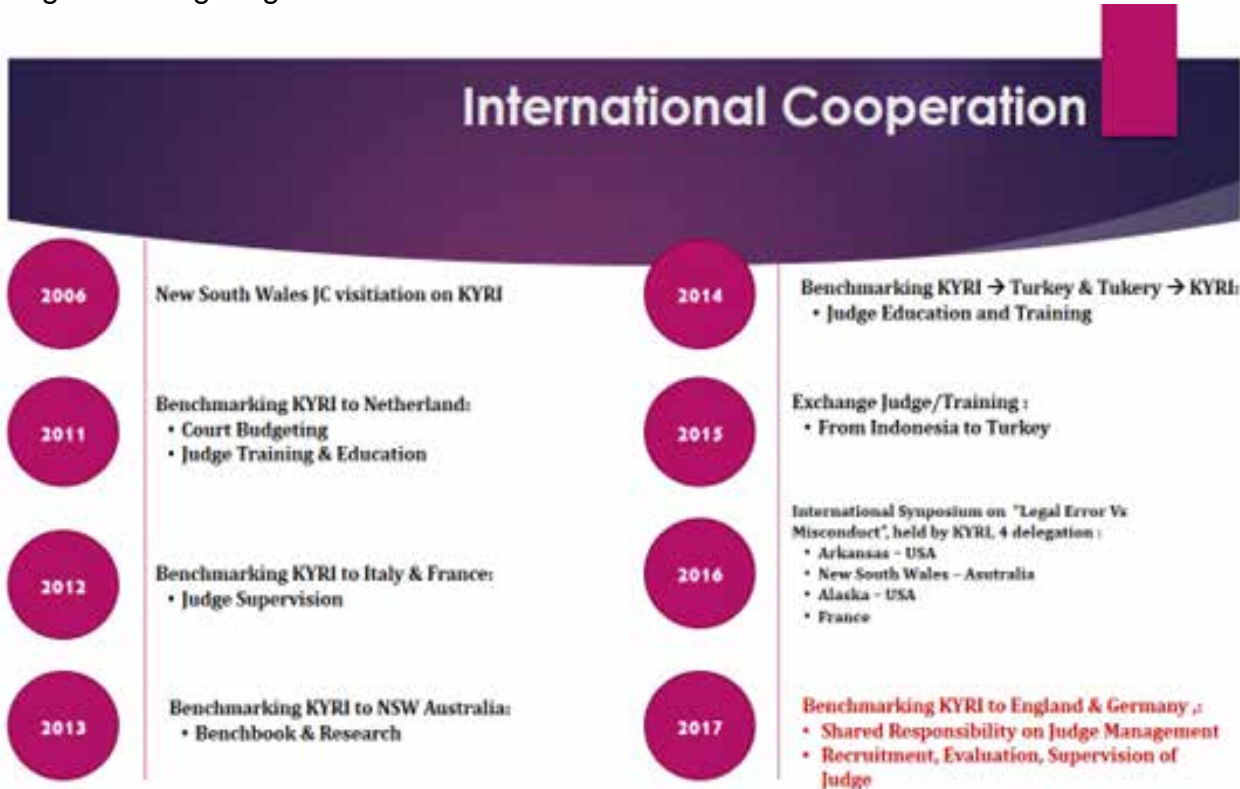 International Cooperation
2006
New South Wales JC visitiation on KYRI
2011
Benchmarking KYRI to Netherland:
• Court Budgeting
• Judge Training & Education
2012
Benchmarking KYRI to Italy & France:
• Judge Supervision
2013
Benchmarking KYRI to NSW Australia:
• Benchbook & Research
2014
Benchmarking KYRI → Turkey & Tukery → KYRI:
• Judge Education and Training
2015
Exchange Judge/Training :
• From Indonesia to Turkey
2016
International Synposium on "Legal Error Vs
Misconduct", held by KYRI, 4 delegation :
• Arkansas – USA
• New South Wales – Asutralia
• Alaska – USA
• France
2017
Benchmarking KYRI to England & Germany ,:
• Shared Responsibility on Judge Management
• Recruitment, Evaluation, Supervision of
Judge